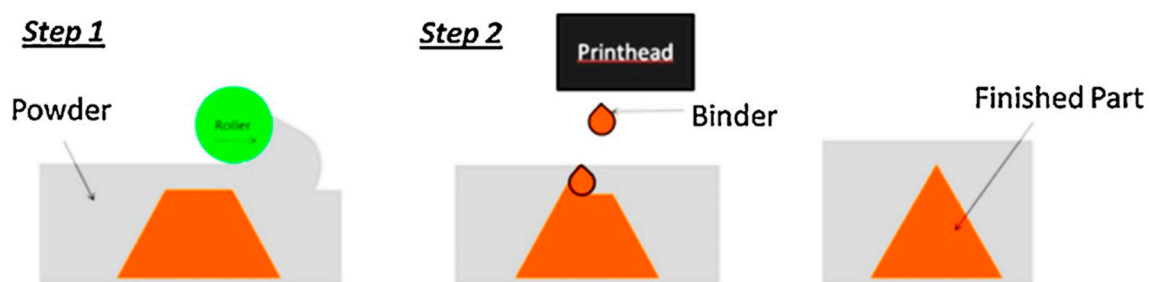 Step 1
Step 2
Printhead
Powder
Roller
Binder
Finished Part